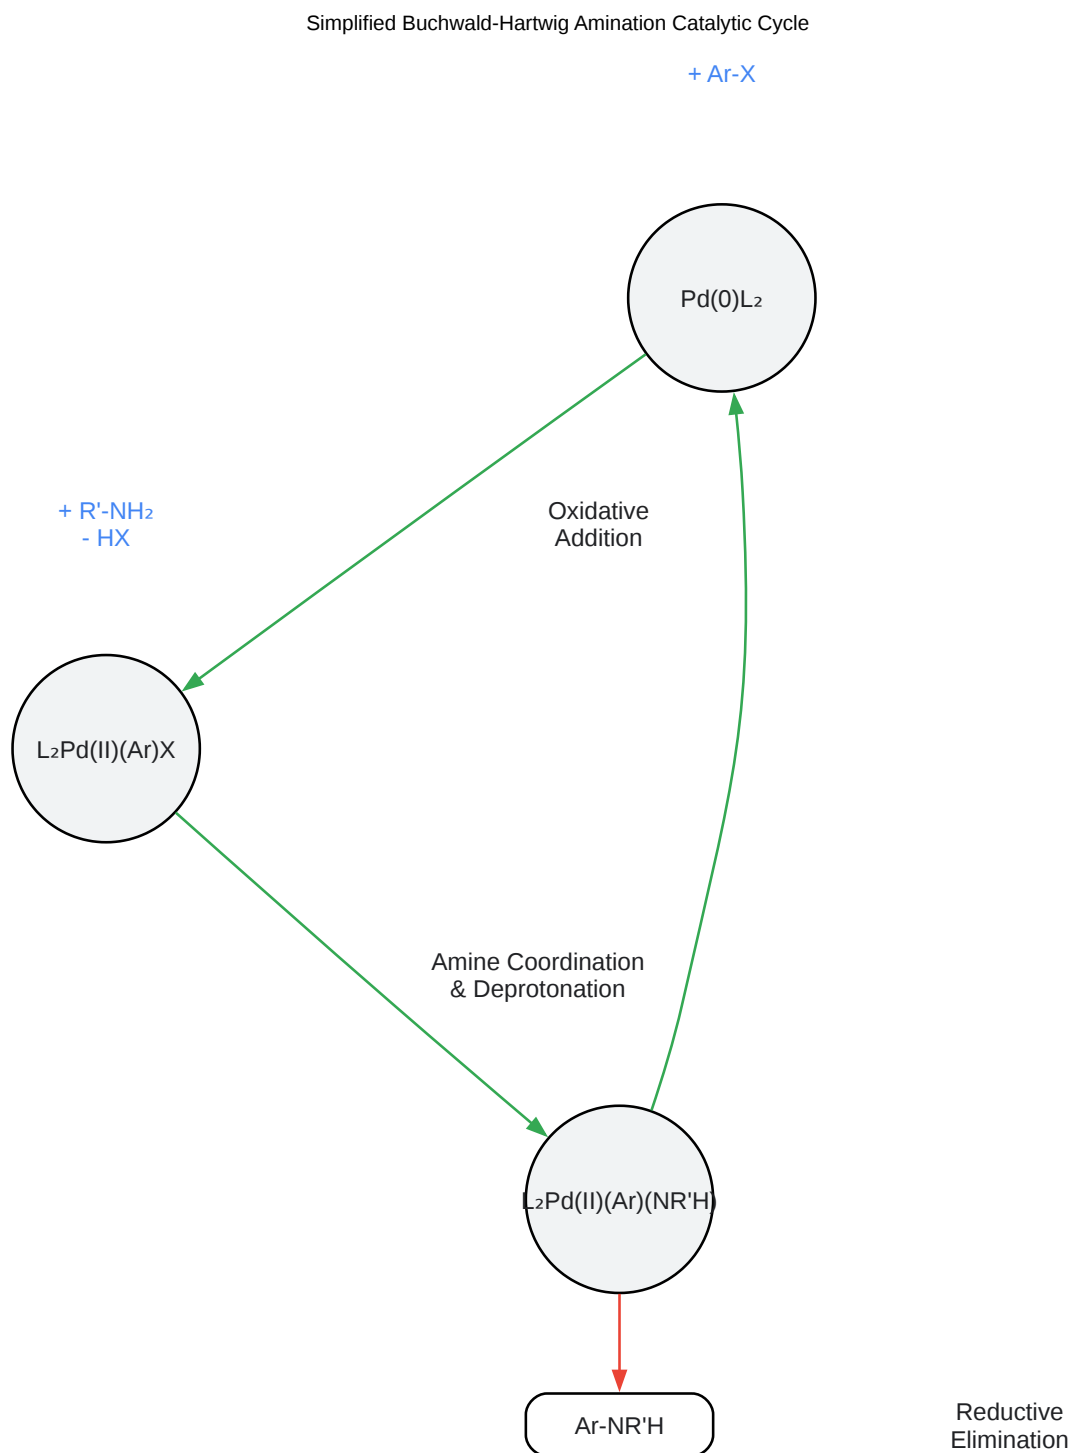 Simplified Buchwald-Hartwig Amination Catalytic Cycle
+ Ar-X
Pd(0)L₂
+ R'-NH₂
- HX
Oxidative
Addition
L₂Pd(II)(Ar)X
Amine Coordination
& Deprotonation
L₂Pd(II)(Ar)(NR'H)
Ar-NR'H
Reductive
Elimination